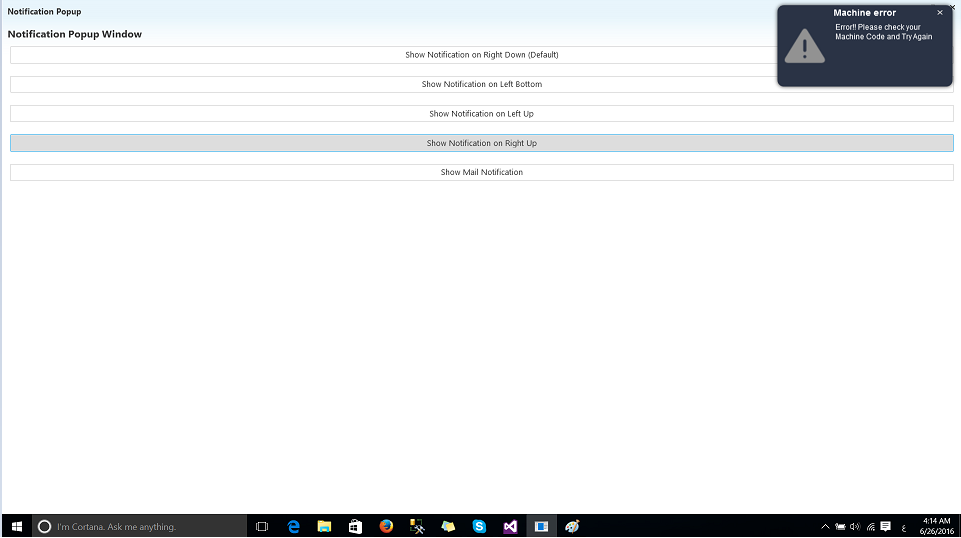 Notification Popup
Machine error
Error!! Please check your
Machine Code and Try Again
Notification Popup Window
Show Notification on Right Down (Default)
Show Notification on Left Bottom
Show Notification on Left Up
Show Notification on Right Up
Show Mail Notification
I'm Cortana. Ask me anything.
ع
4:14 AM
6/26/2016